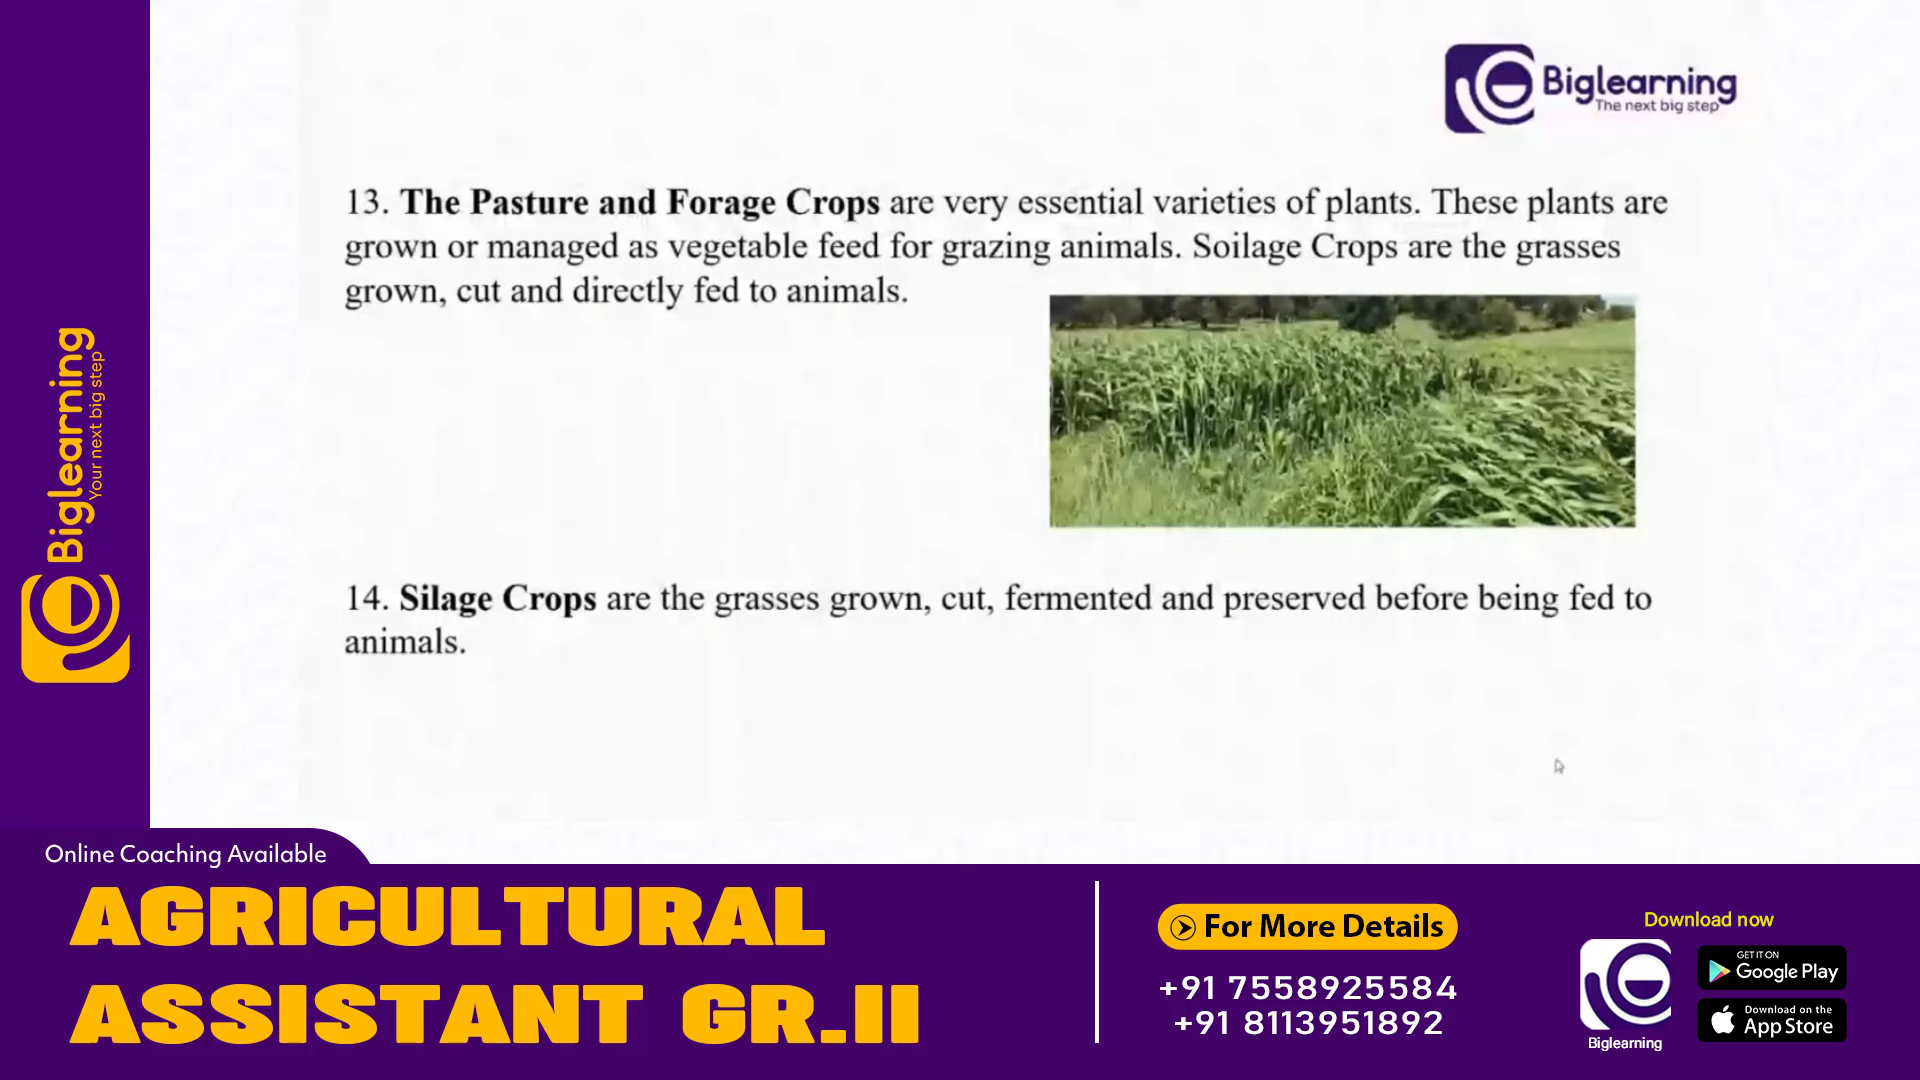 Biglearning
The next big step
13. The Pasture and Forage Crops are very essential varieties of plants. These plants are
grown or managed as vegetable feed for grazing animals. Soilage Crops are the grasses
grown, cut and directly fed to animals.
14. Silage Crops are the grasses grown, cut, fermented and preserved before being fed to
animals.
Biglearning
Your next big step
Online Coaching Available
AGRICULTURAL
ASSISTANT GR.II
For More Details
+91 7558925584
+91 8113951892
Download now
Biglearning
GET IT ON
Google Play
Download on the
App Store